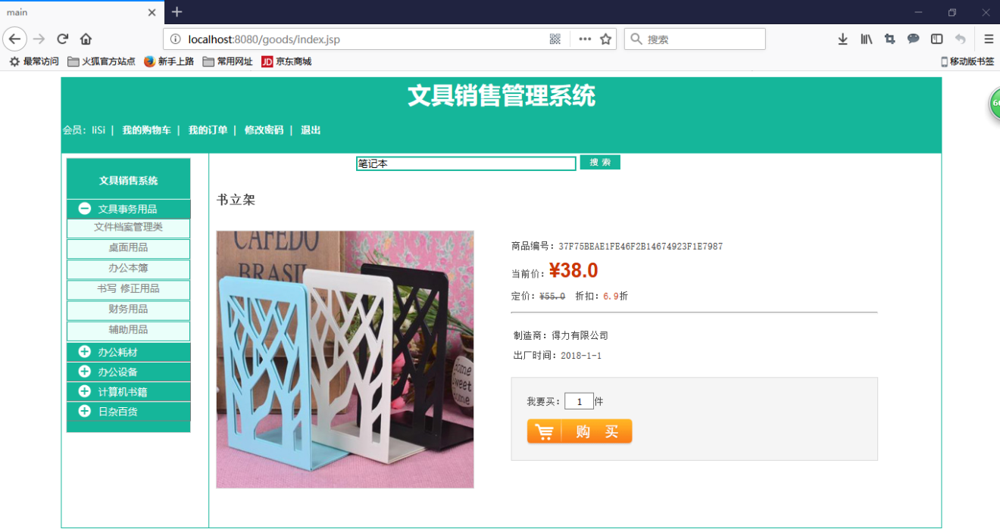 main
localhost:8080/goods/index.jsp
搜索
最常访问 火狐官方站点 新手上路 常用网址 JD 京东商城 移动版书签
文具销售管理系统
会员：liSi | 我的购物车 | 我的订单 | 修改密码 | 退出
笔记本 搜 索
文具销售系统
文具事务用品
文件档案管理类
桌面用品
办公本簿
书写 修正用品
财务用品
辅助用品
办公耗材
办公设备
计算机书籍
日杂百货
书立架
CAFEDO
BRASIL
Home
Sweet
Home
商品编号：37F75BEAE1FE46F2B14674923F1E7987
当前价：¥38.0
定价：¥55.0 折扣：6.9折
制造商：得力有限公司
出厂时间：2018-1-1
我要买：1件
购 买